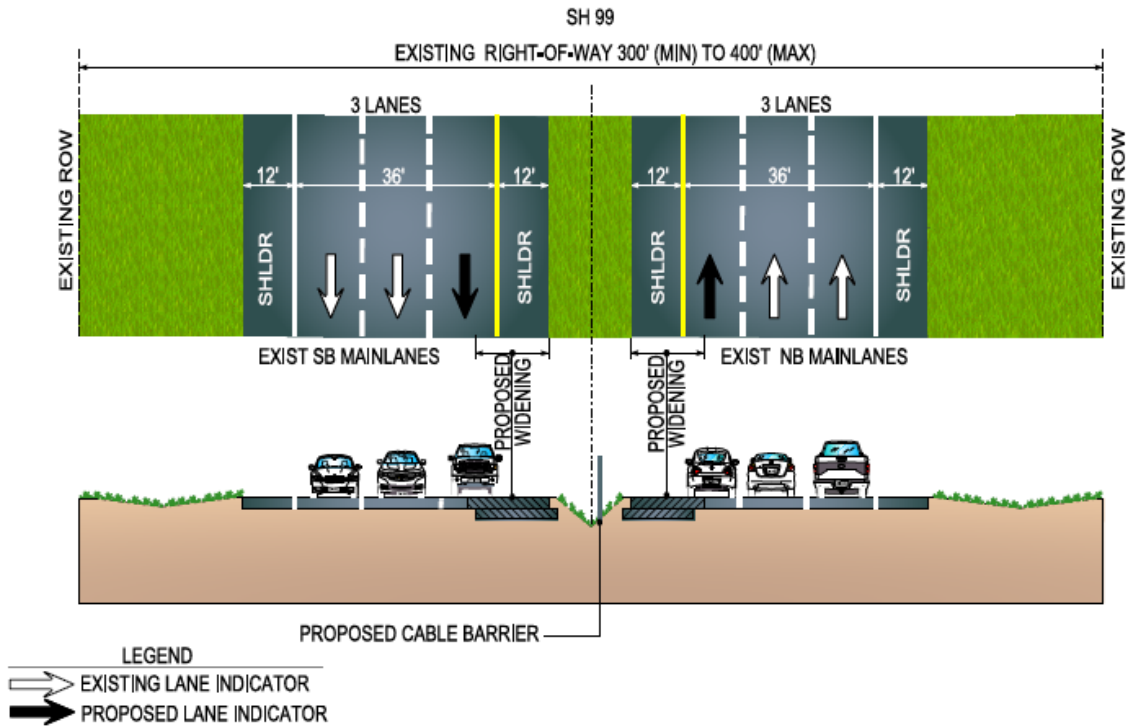 SH 99
EXISTING RIGHT-OF-WAY 300' (MIN) TO 400' (MAX)
3 LANES
3 LANES
EXISTING ROW
12'
36'
12'
12'
36'
12'
EXISTING ROW
SHLDR
SHLDR
SHLDR
SHLDR
EXIST SB MAINLANES
EXIST NB MAINLANES
PROPOSED
WIDENING
PROPOSED
WIDENING
PROPOSED CABLE BARRIER
LEGEND
EXISTING LANE INDICATOR
PROPOSED LANE INDICATOR